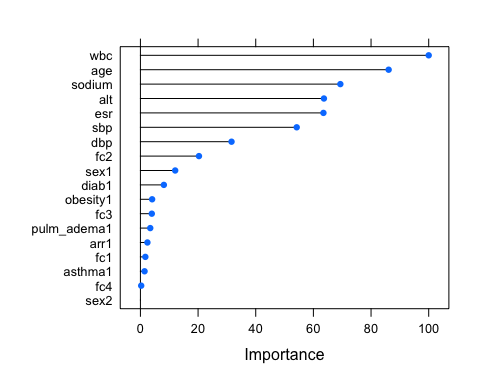 wbc
age
sodium
alt
esr
sbp
dbp
fc2
sex1
diab1
obesity1
fc3
pulm_adema1
arr1
fc1
asthma1
fc4
sex2
0 20 40 60 80 100
Importance